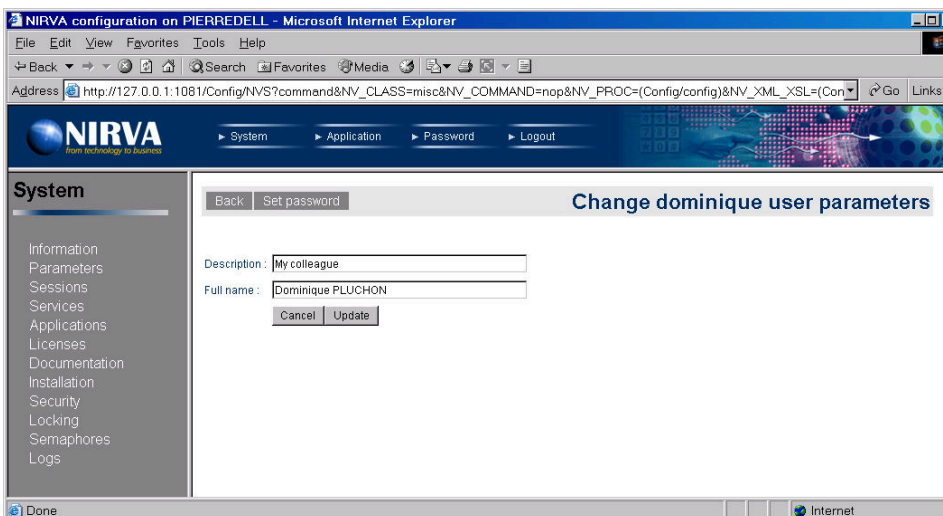 NIRVA configuration on PIERREDELL - Microsoft Internet Explorer
File Edit View Favorites Tools Help
Back Search Favorites Media
Address http://127.0.0.1:1081/Config/NVS?command&NV_CLASS=misc&NV_COMMAND=nop&NV_PROC=(Config/config)&NV_XML_XSL=(Con Go Links
NIRVA
from technology to business
System Application Password Logout
System
Back Set password
Change dominique user parameters
Information
Parameters
Sessions
Services
Applications
Licenses
Documentation
Installation
Security
Locking
Semaphores
Logs
Description : My colleague
Full name : Dominique PLUCHON
Cancel Update
Done Internet